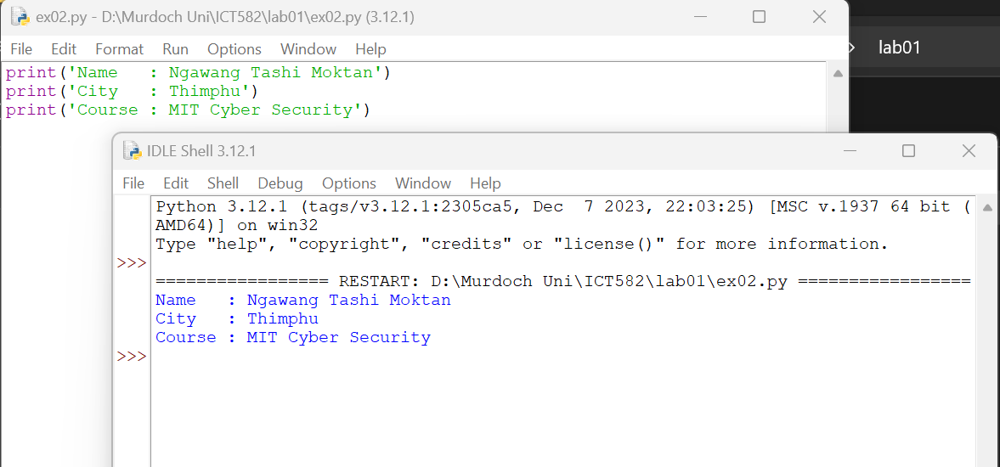 ex02.py - D:\Murdoch Uni\ICT582\lab01\ex02.py (3.12.1)
lab01
File Edit Format Run Options Window Help
print('Name   : Ngawang Tashi Moktan')
print('City   : Thimphu')
print('Course : MIT Cyber Security')
IDLE Shell 3.12.1
File Edit Shell Debug Options Window Help
Python 3.12.1 (tags/v3.12.1:2305ca5, Dec  7 2023, 22:03:25) [MSC v.1937 64 bit (
AMD64)] on win32
Type "help", "copyright", "credits" or "license()" for more information.
>>>
================= RESTART: D:\Murdoch Uni\ICT582\lab01\ex02.py =================
Name   : Ngawang Tashi Moktan
City   : Thimphu
Course : MIT Cyber Security
>>>